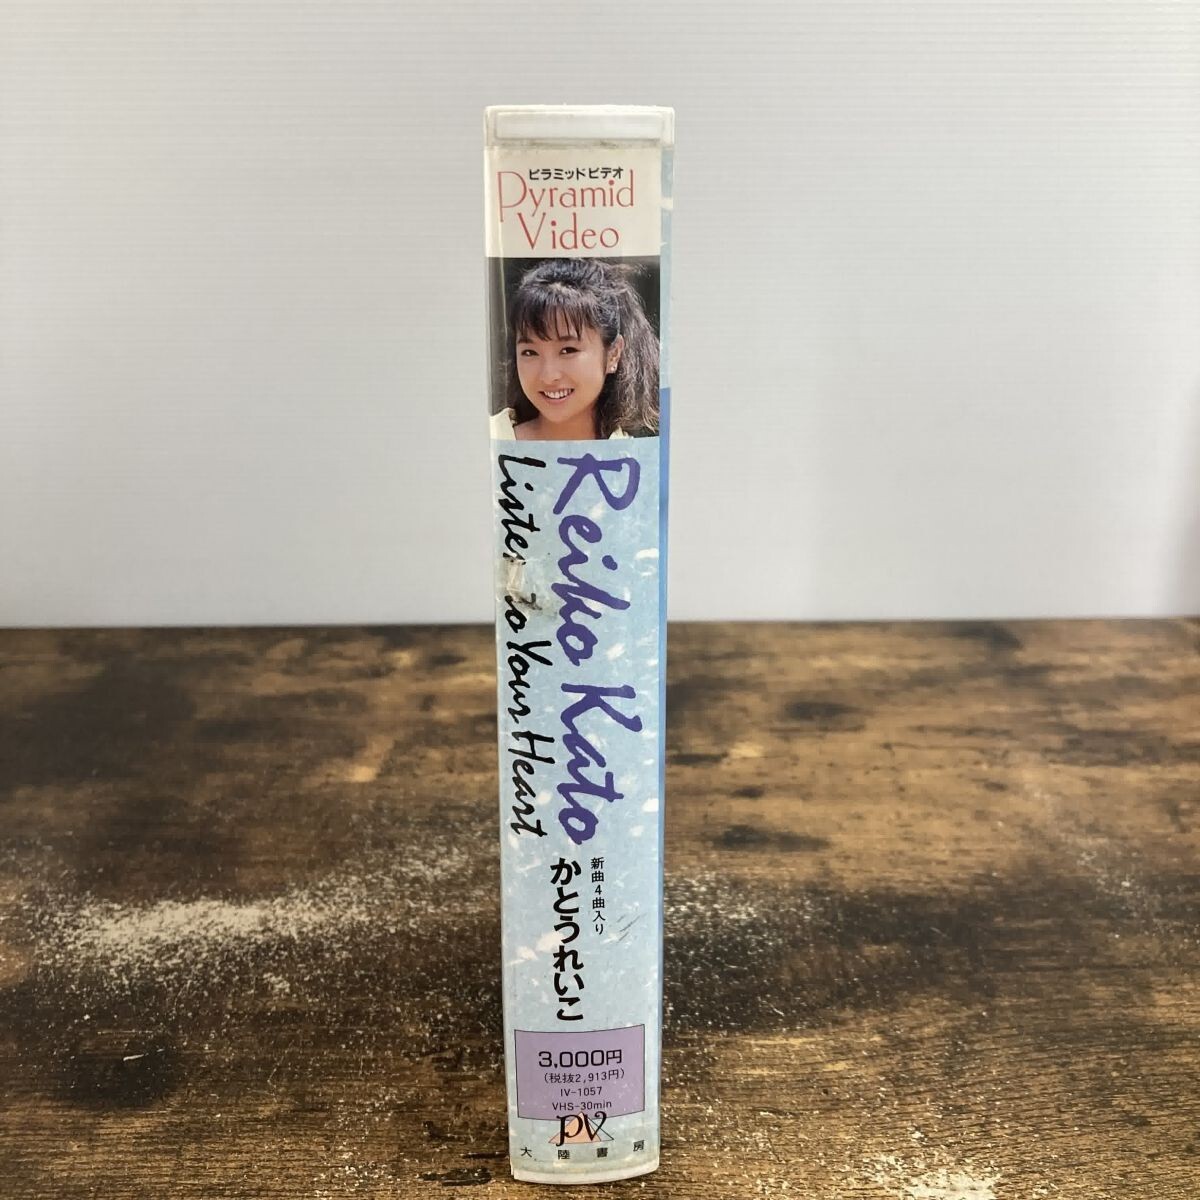 ピラミッドビデオ
Pyramid
Video
Reiko Kato
Listen to Your Heart
新曲4曲入り
かとうれいこ
3,000円
(税抜2,913円)
IV-1057
VHS-30min
PV
大陸書房